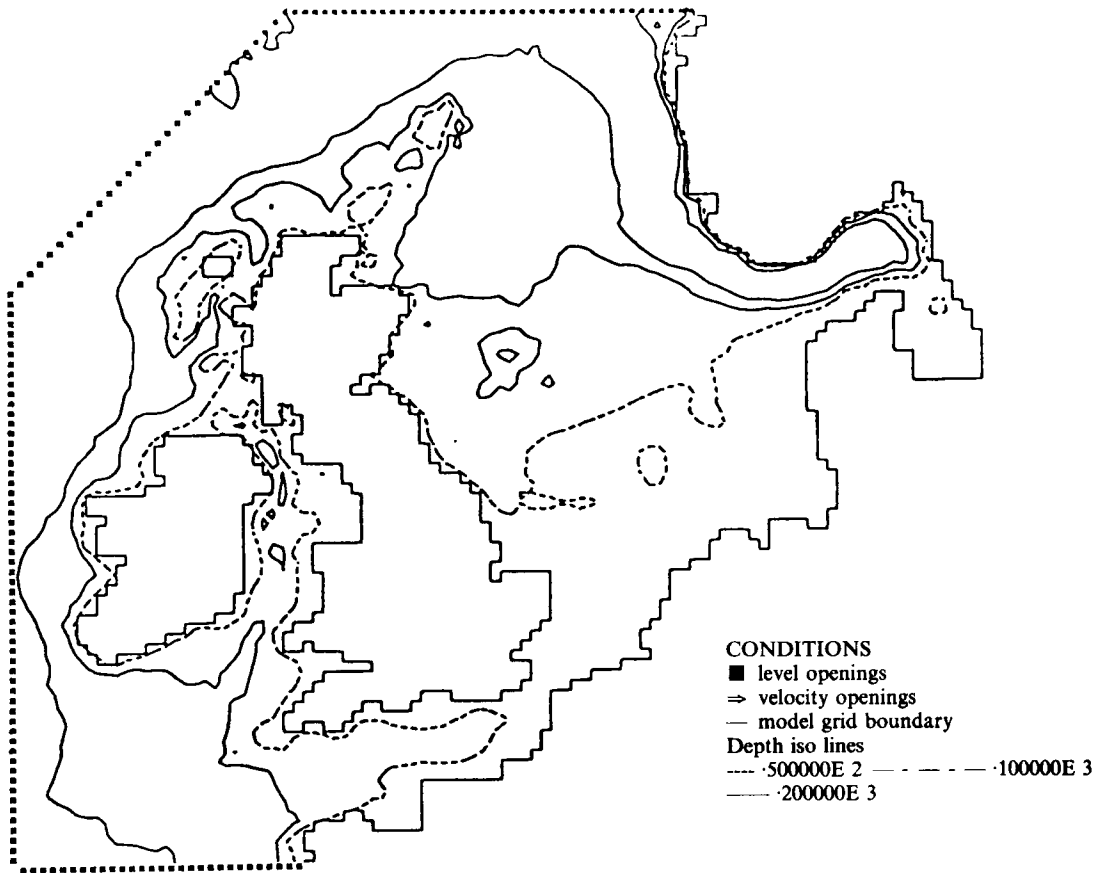 CONDITIONS
■ level openings
⇒ velocity openings
— model grid boundary
Depth iso lines
---- ·500000E 2 — - — - — ·100000E 3
—— ·200000E 3